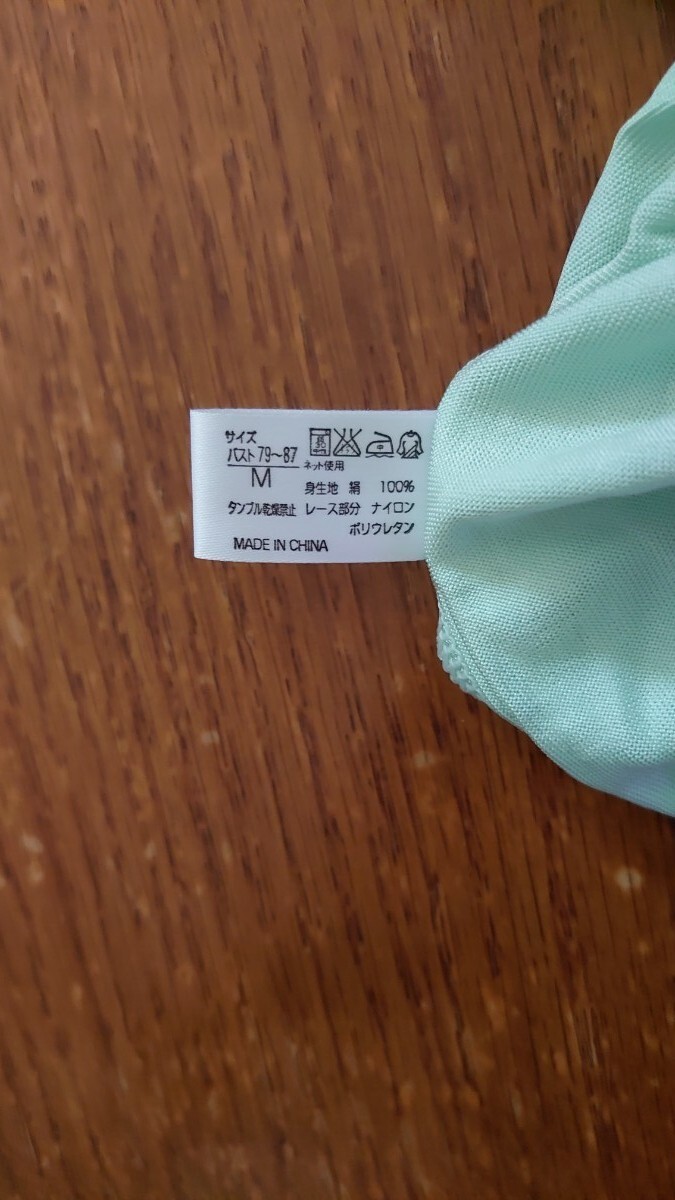 サイズ
バスト 79〜87
M
ネット使用
身生地 絹 100%
タンブル乾燥禁止 レース部分 ナイロン
ポリウレタン
MADE IN CHINA